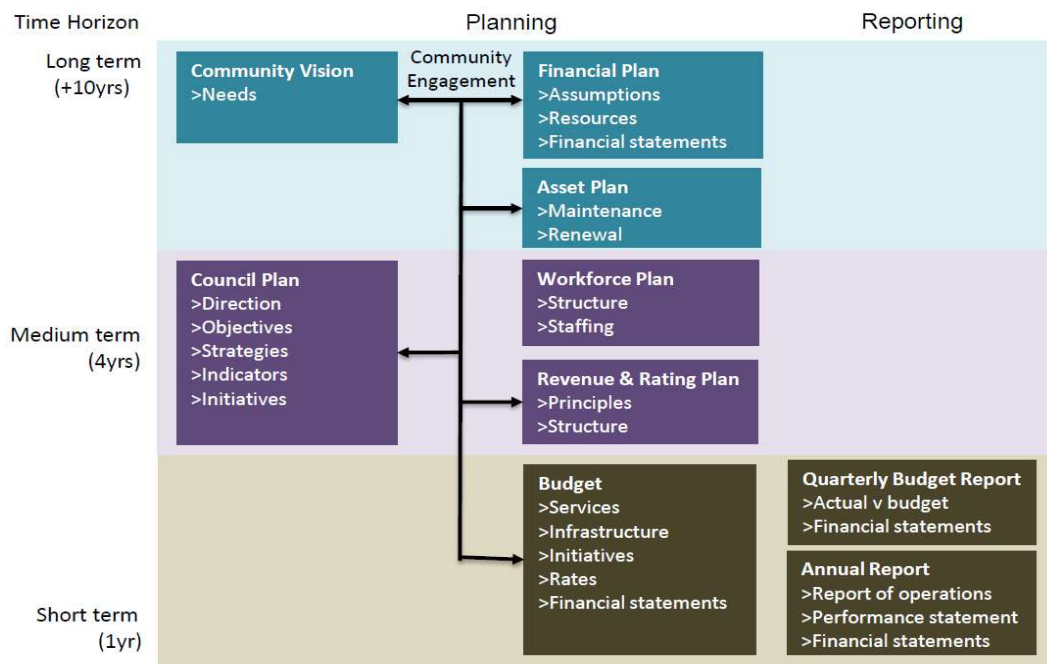 Time Horizon
Planning
Reporting
Long term
(+10yrs)
Community Vision
>Needs
Community
Engagement
Financial Plan
>Assumptions
>Resources
>Financial statements
Asset Plan
>Maintenance
>Renewal
Medium term
(4yrs)
Council Plan
>Direction
>Objectives
>Strategies
>Indicators
>Initiatives
Workforce Plan
>Structure
>Staffing
Revenue & Rating Plan
>Principles
>Structure
Short term
(1yr)
Budget
>Services
>Infrastructure
>Initiatives
>Rates
>Financial statements
Quarterly Budget Report
>Actual v budget
>Financial statements
Annual Report
>Report of operations
>Performance statement
>Financial statements